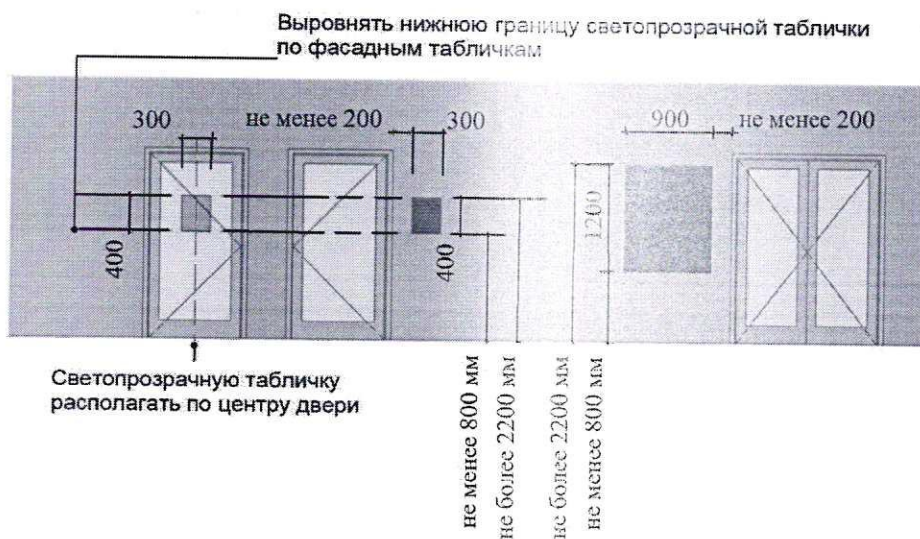 Выровнять нижнюю границу светопрозрачной таблички
по фасадным табличкам
300
не менее 200
300
900
не менее 200
400
400
1200
Светопрозрачную табличку
располагать по центру двери
не менее 800 мм
не более 2200 мм
не более 2200 мм
не менее 800 мм